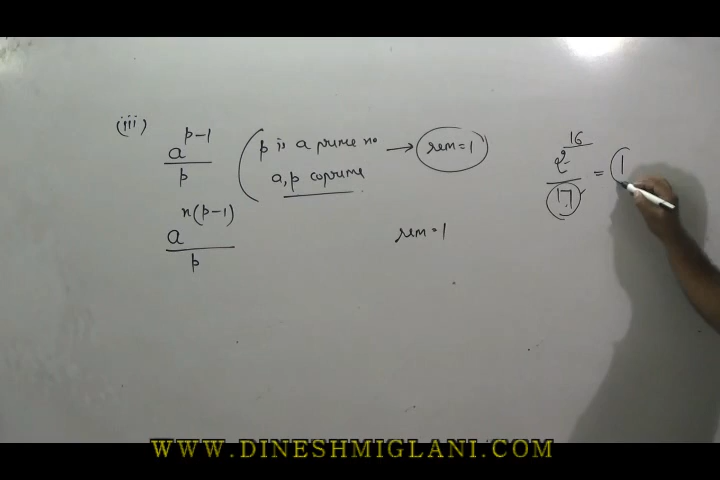 (iii)
a^(p-1) / p
p is a prime no → rem = 1
a, p coprime
a^(n(p-1)) / p
rem = 1
2^16 / 17 = 1
WWW.DINESHMIGLANI.COM